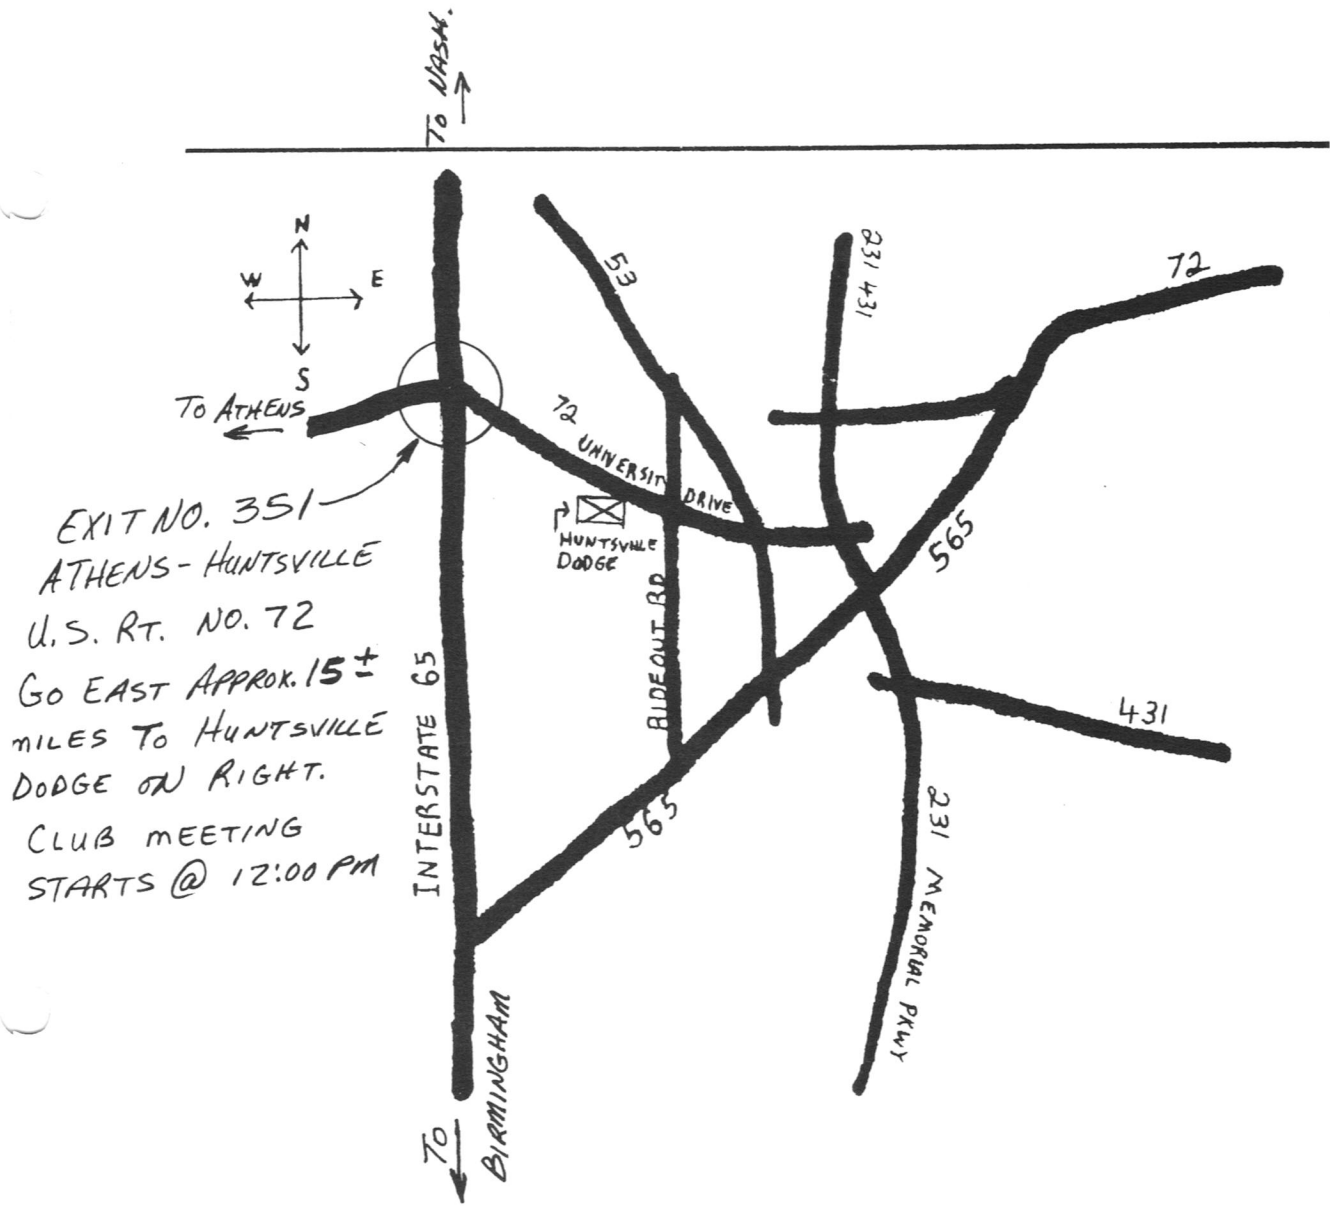 TO NASH.
N
W E
S
53
231 431
72
TO ATHENS
72
UNIVERSITY DRIVE
EXIT NO. 351
ATHENS-HUNTSVILLE
U.S. RT. NO. 72
GO EAST APPROX. 15±
MILES TO HUNTSVILLE
DODGE ON RIGHT.
CLUB MEETING
STARTS @ 12:00 PM
HUNTSVILLE
DODGE
RIDEOUT RD
565
INTERSTATE 65
565
431
231 MEMORIAL PKWY
TO
BIRMINGHAM